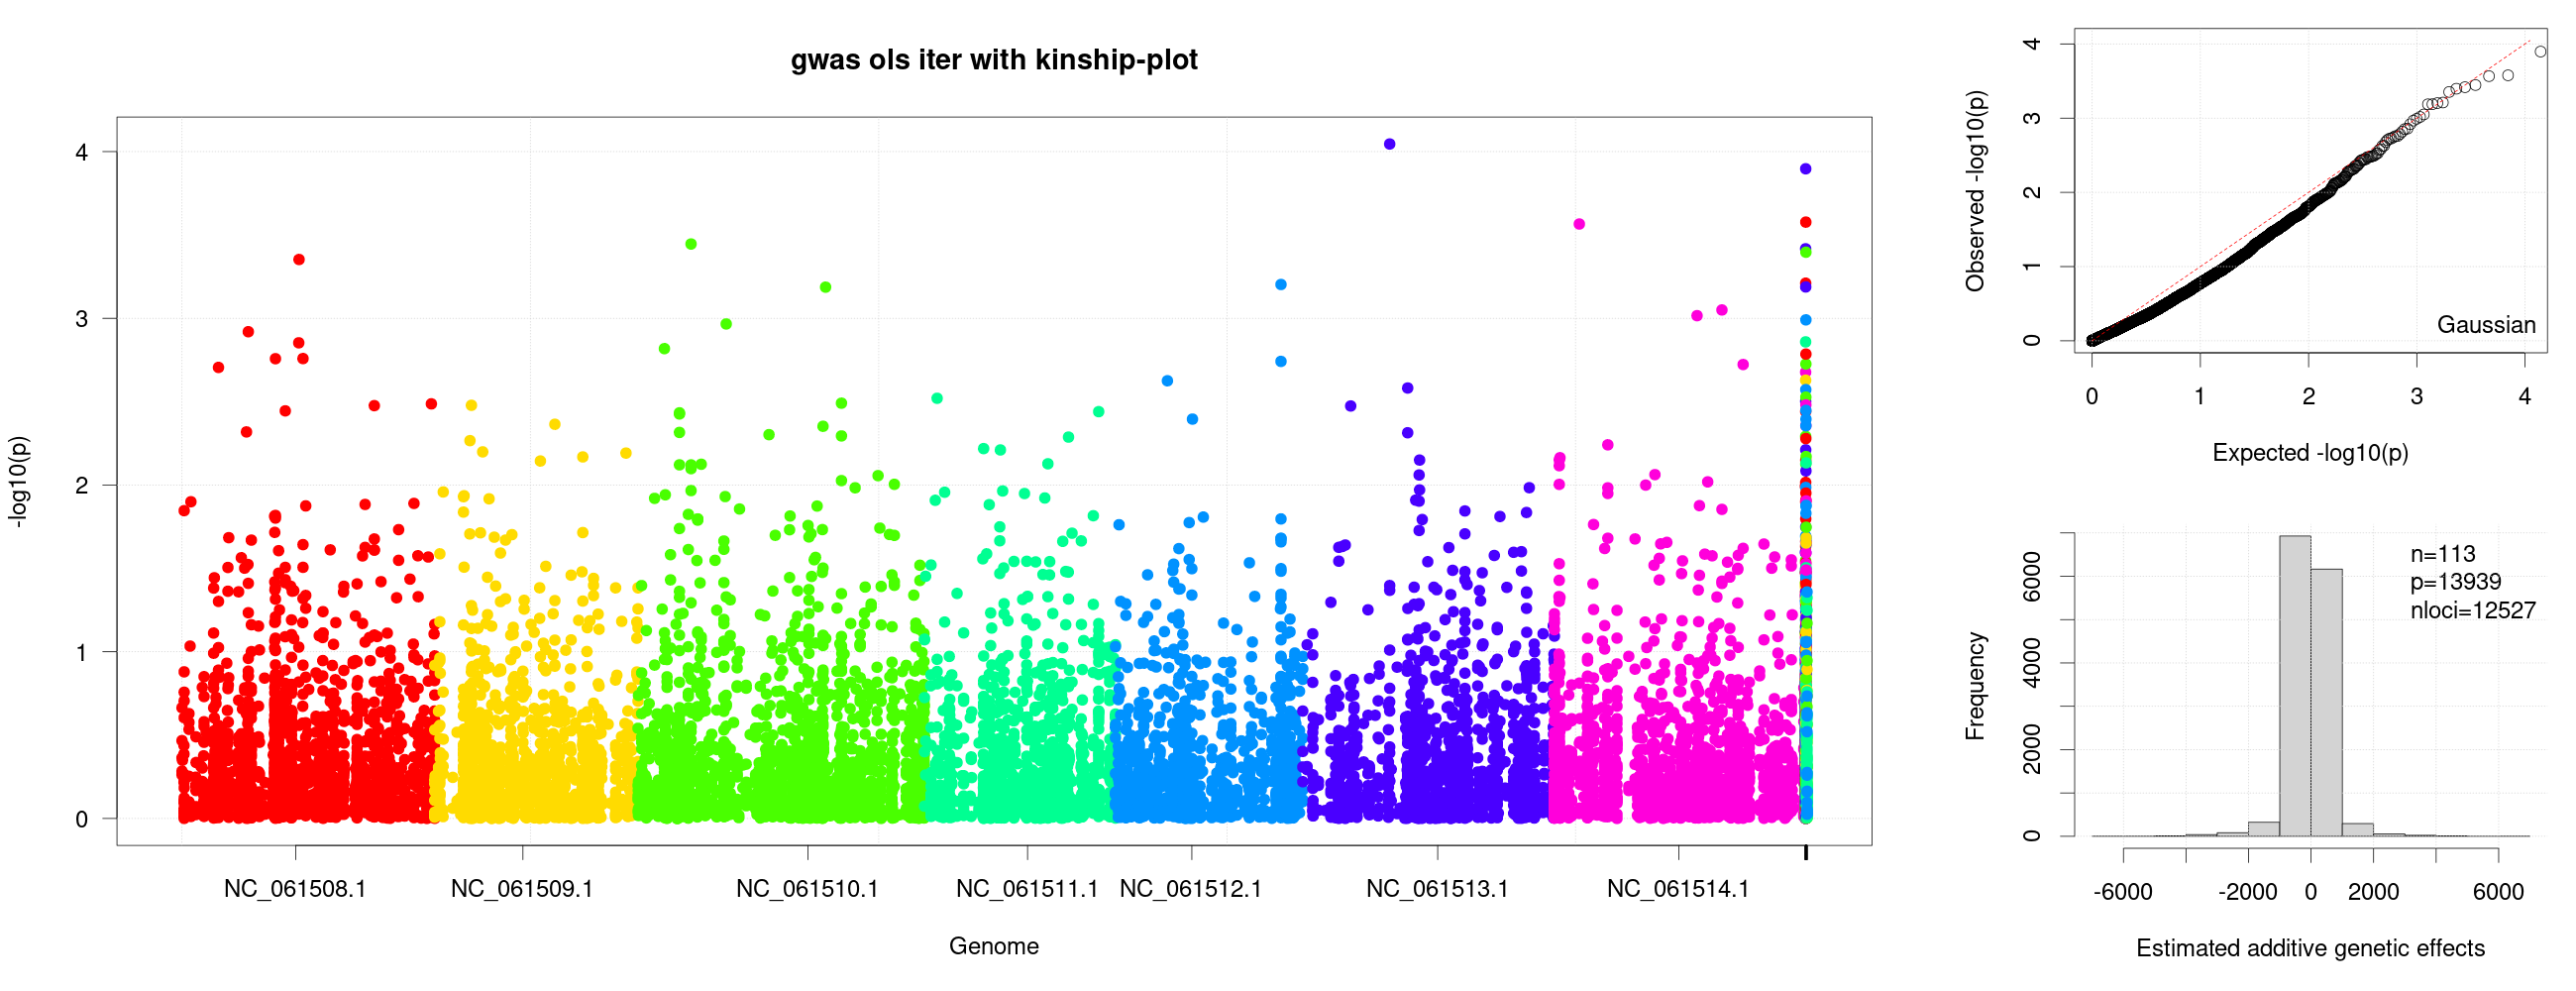 gwas ols iter with kinship-plot
-log10(p)
4
3
2
1
0
NC_061508.1 NC_061509.1 NC_061510.1 NC_061511.1 NC_061512.1 NC_061513.1 NC_061514.1
Genome
Observed -log10(p)
4
3
2
1
0
Gaussian
0 1 2 3 4
Expected -log10(p)
Frequency
6000
4000
2000
0
n=113
p=13939
nloci=12527
-6000 -2000 0 2000 6000
Estimated additive genetic effects